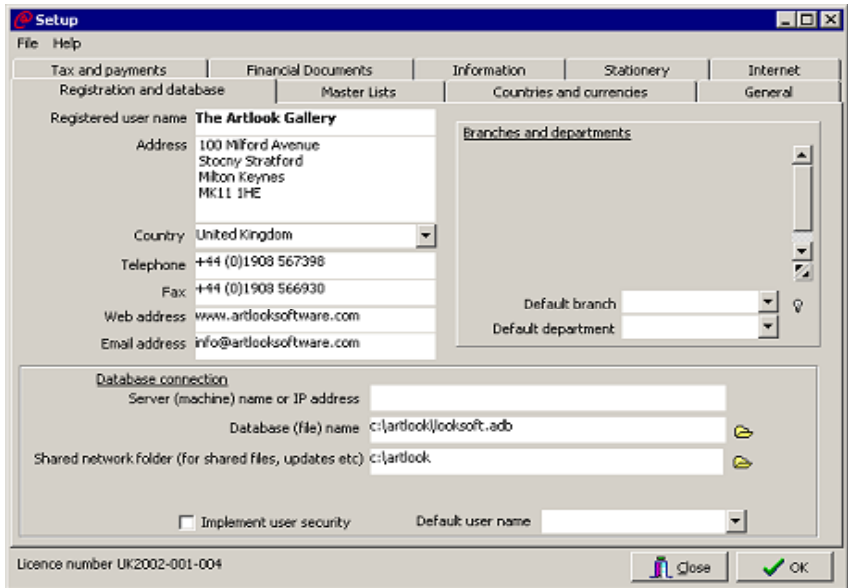 Setup
File Help
Tax and payments Financial Documents Information Stationery Internet
Registration and database Master Lists Countries and currencies General
Registered user name The Artlook Gallery
Address 100 Milford Avenue
Stocny Stratford
Milton Keynes
MK11 1HE
Country United Kingdom
Telephone +44 (0)1908 567398
Fax +44 (0)1908 566930
Web address www.artlooksoftware.com
Email address info@artlooksoftware.com
Branches and departments
Default branch
Default department
Database connection
Server (machine) name or IP address
Database (file) name c:\artlook\looksoft.adb
Shared network folder (for shared files, updates etc) c:\artlook
Implement user security Default user name
Licence number UK2002-001-004 Close OK